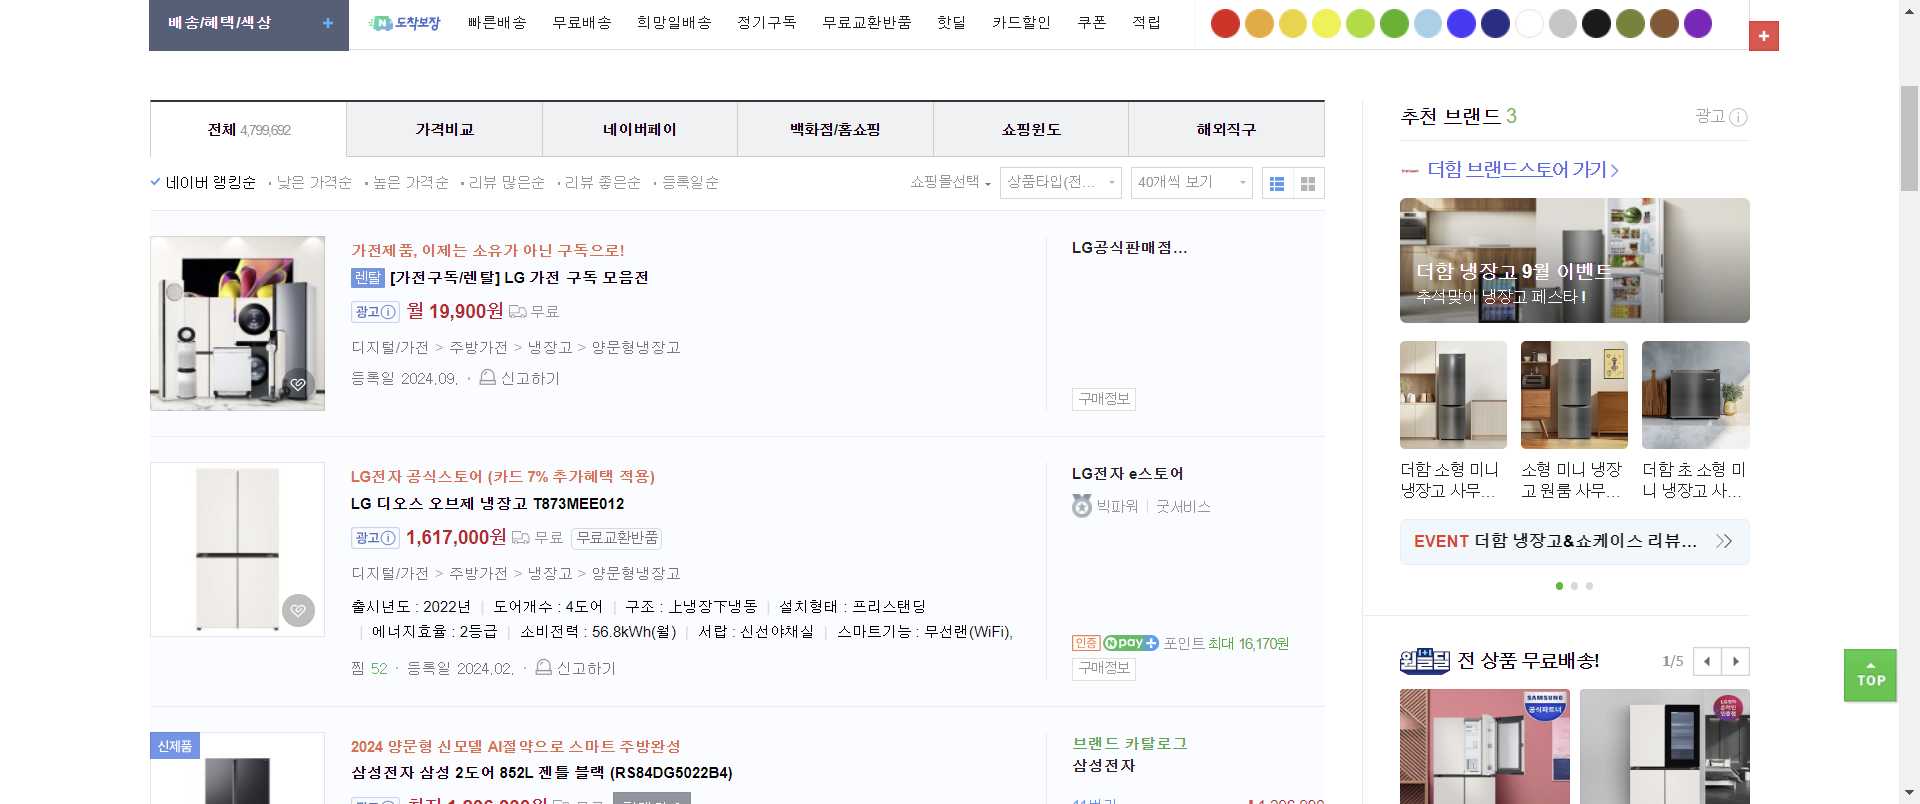 배송/혜택/색상
도착보장 빠른배송 무료배송 희망일배송 정기구독 무료교환반품 핫딜 카드할인 쿠폰 적립
전체 4,799,692 가격비교 네이버페이 백화점/홈쇼핑 쇼핑윈도 해외직구
네이버 랭킹순 · 낮은 가격순 · 높은 가격순 · 리뷰 많은순 · 리뷰 좋은순 · 등록일순
쇼핑몰선택 상품타입(전... 40개씩 보기
가전제품, 이제는 소유가 아닌 구독으로!
렌탈 [가전구독/렌탈] LG 가전 구독 모음전
광고 월 19,900원 무료
디지털/가전 > 주방가전 > 냉장고 > 양문형냉장고
등록일 2024.09. · 신고하기
LG공식판매점...
구매정보
LG전자 공식스토어 (카드 7% 추가혜택 적용)
LG 디오스 오브제 냉장고 T873MEE012
광고 1,617,000원 무료 무료교환반품
디지털/가전 > 주방가전 > 냉장고 > 양문형냉장고
출시년도 : 2022년 | 도어개수 : 4도어 | 구조 : 上냉장下냉동 | 설치형태 : 프리스탠딩
| 에너지효율 : 2등급 | 소비전력 : 56.8kWh(월) | 서랍 : 신선야채실 | 스마트기능 : 무선랜(WiFi),
찜 52 · 등록일 2024.02. · 신고하기
LG전자 e스토어
빅파워 | 굿서비스
인증 N pay+ 포인트 최대 16,170원
구매정보
신제품
2024 양문형 신모델 AI절약으로 스마트 주방완성
삼성전자 삼성 2도어 852L 젠틀 블랙 (RS84DG5022B4)
브랜드 카탈로그
삼성전자
추천 브랜드 3
광고
더함 브랜드스토어 가기
더함 냉장고 9월 이벤트
추석맞이 냉장고 페스타!
더함 소형 미니
냉장고 사무...
소형 미니 냉장
고 원룸 사무...
더함 초 소형 미
니 냉장고 사...
EVENT 더함 냉장고&쇼케이스 리뷰...
원쁠딜 1+1 전 상품 무료배송!
1/5
SAMSUNG
공식파트너
TOP